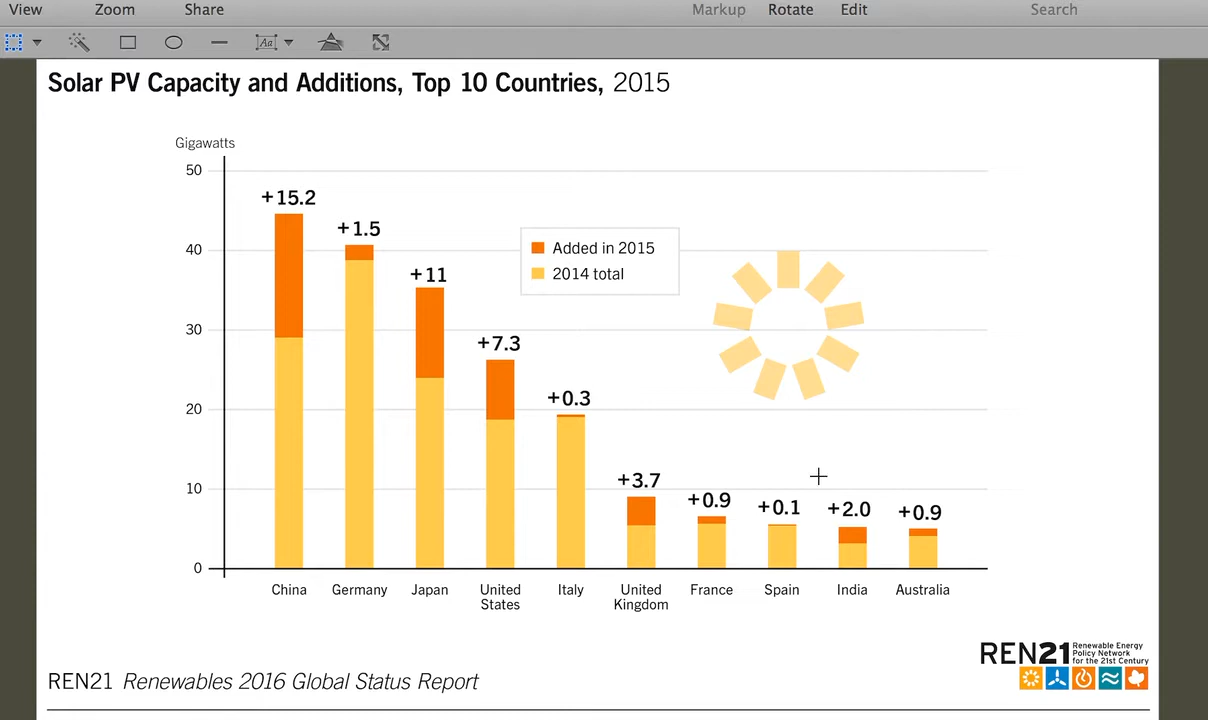 View Zoom Share Markup Rotate Edit Search
Aa
Solar PV Capacity and Additions, Top 10 Countries, 2015
Gigawatts
50
+15.2
+1.5
40
Added in 2015
+11
2014 total
30
+7.3
20
+0.3
+3.7
10
+0.9
+0.1
+2.0
+0.9
0
China Germany Japan United States Italy United Kingdom France Spain India Australia
REN21 Renewable Energy
Policy Network
for the 21st Century
REN21 Renewables 2016 Global Status Report